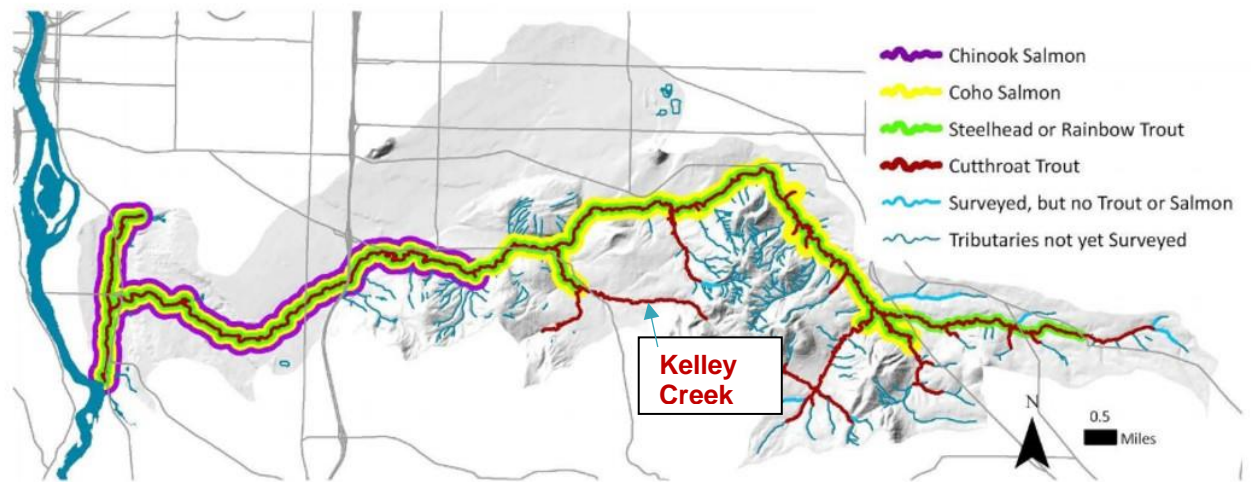 Chinook Salmon
Coho Salmon
Steelhead or Rainbow Trout
Cutthroat Trout
Surveyed, but no Trout or Salmon
Tributaries not yet Surveyed
Kelley
Creek
N
0.5
Miles